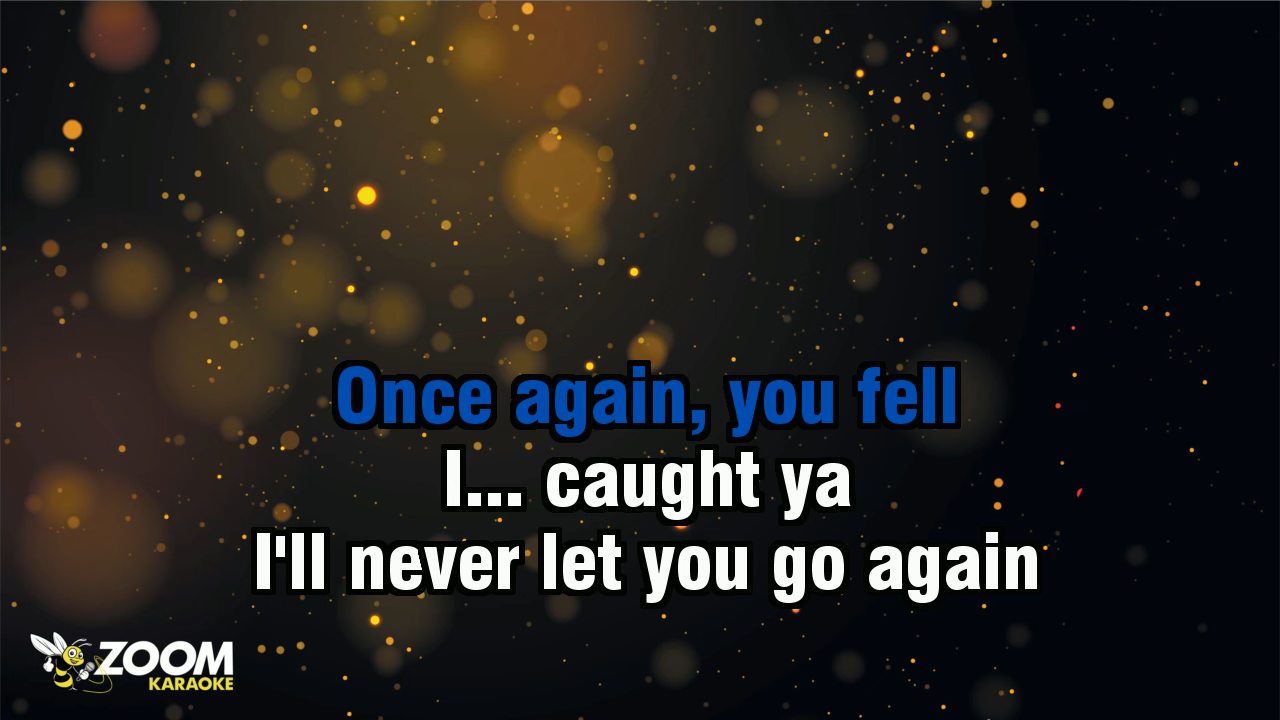 Once again, you fell
I... caught ya
I'll never let you go again
ZOOM
KARAOKE